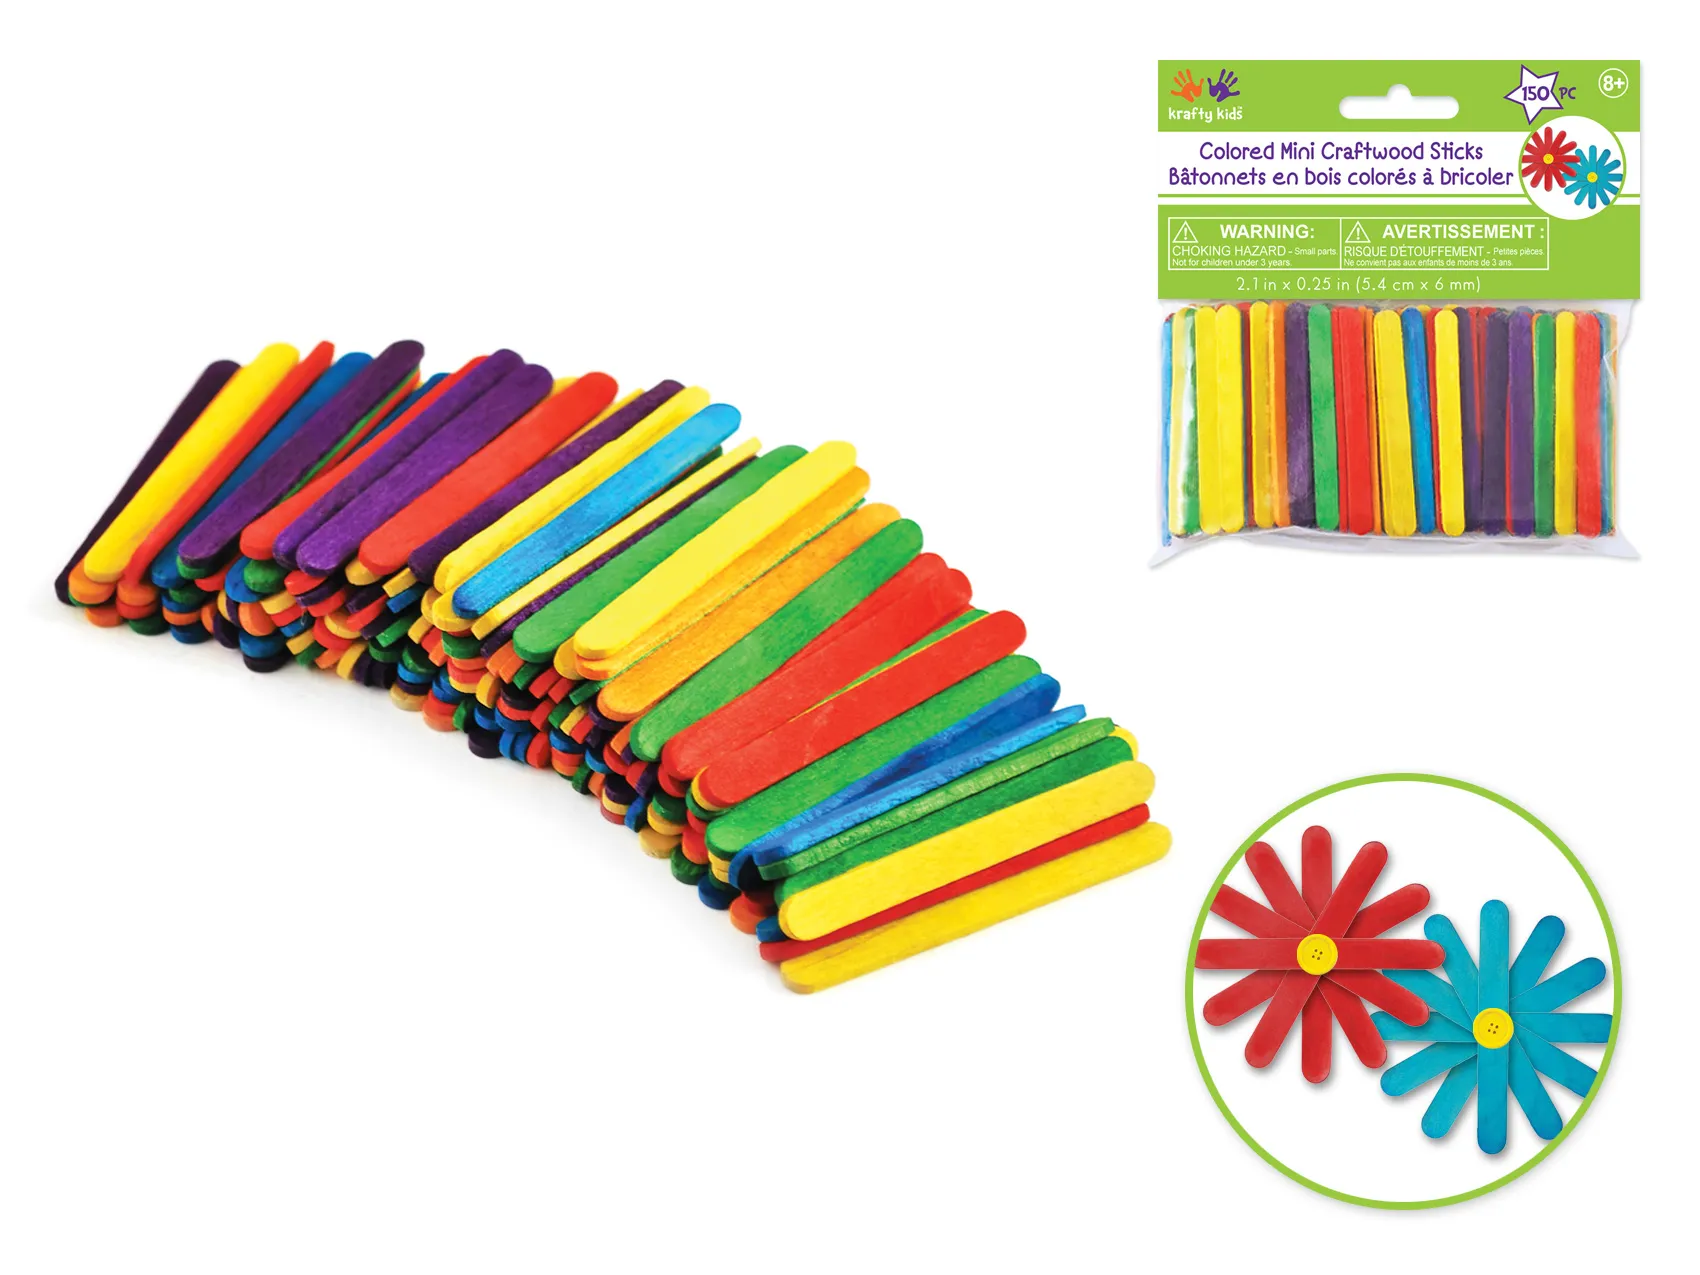 krafty kids
150 PC
8+
Colored Mini Craftwood Sticks
Bâtonnets en bois colorés à bricoler
WARNING:
CHOKING HAZARD - Small parts.
Not for children under 3 years.
AVERTISSEMENT :
RISQUE D'ÉTOUFFEMENT - Petites pièces.
Ne convient pas aux enfants de moins de 3 ans.
2.1 in x 0.25 in (5.4 cm x 6 mm)